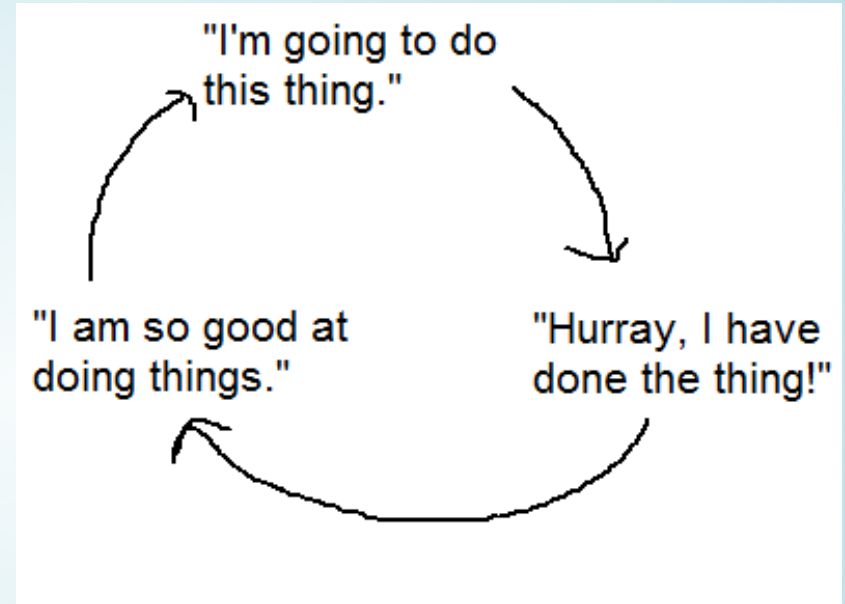 "I'm going to do
this thing."
"Hurray, I have
done the thing!"
"I am so good at
doing things."